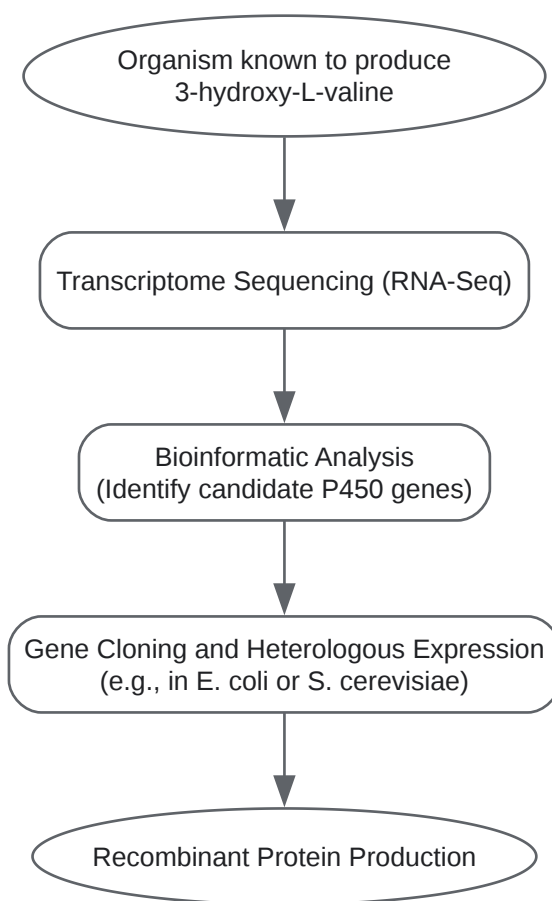 Organism known to produce
3-hydroxy-L-valine
Transcriptome Sequencing (RNA-Seq)
Bioinformatic Analysis
(Identify candidate P450 genes)
Gene Cloning and Heterologous Expression
(e.g., in E. coli or S. cerevisiae)
Recombinant Protein Production